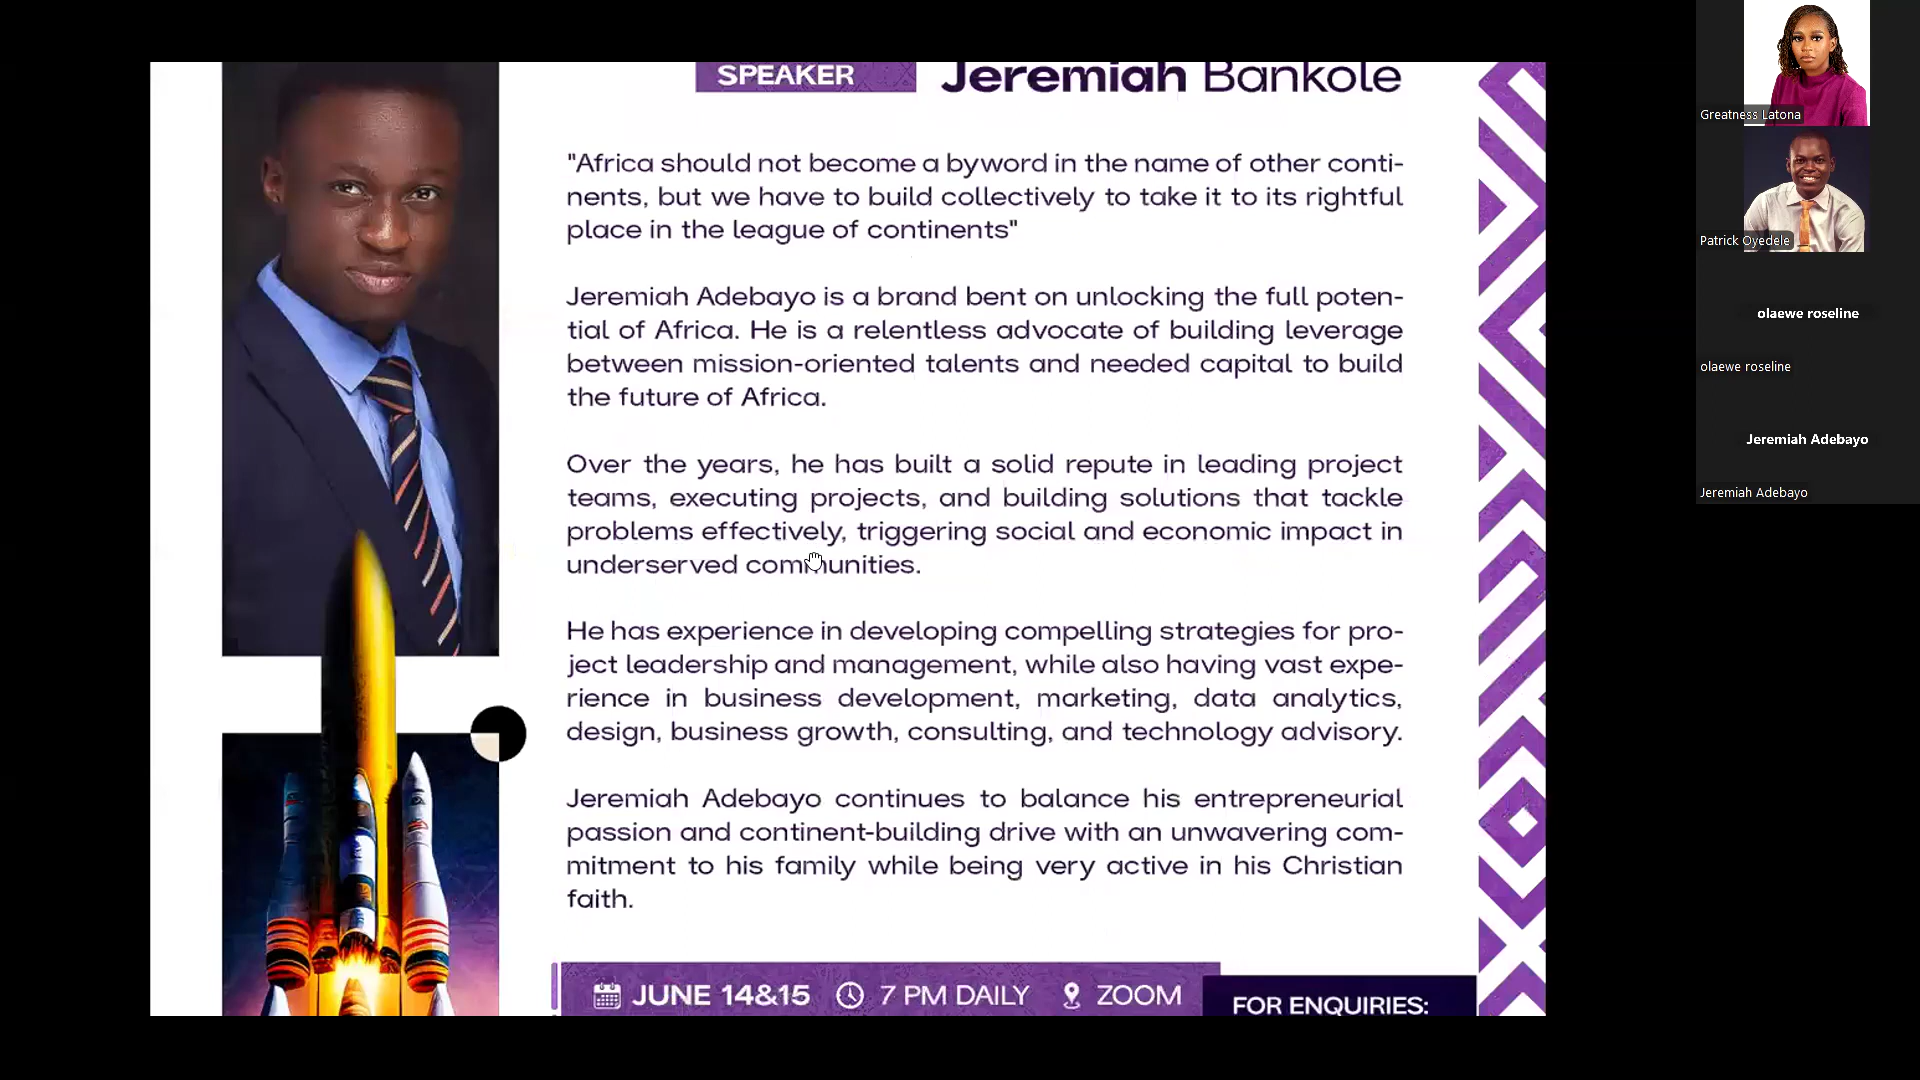 SPEAKER Jeremiah Bankole
"Africa should not become a byword in the name of other conti-
nents, but we have to build collectively to take it to its rightful
place in the league of continents"
Jeremiah Adebayo is a brand bent on unlocking the full poten-
tial of Africa. He is a relentless advocate of building leverage
between mission-oriented talents and needed capital to build
the future of Africa.
Over the years, he has built a solid repute in leading project
teams, executing projects, and building solutions that tackle
problems effectively, triggering social and economic impact in
underserved communities.
He has experience in developing compelling strategies for pro-
ject leadership and management, while also having vast expe-
rience in business development, marketing, data analytics,
design, business growth, consulting, and technology advisory.
Jeremiah Adebayo continues to balance his entrepreneurial
passion and continent-building drive with an unwavering com-
mitment to his family while being very active in his Christian
faith.
JUNE 14&15 7 PM DAILY ZOOM
FOR ENQUIRIES:
Greatness Latona
Patrick Oyedele
olaewe roseline
olaewe roseline
Jeremiah Adebayo
Jeremiah Adebayo